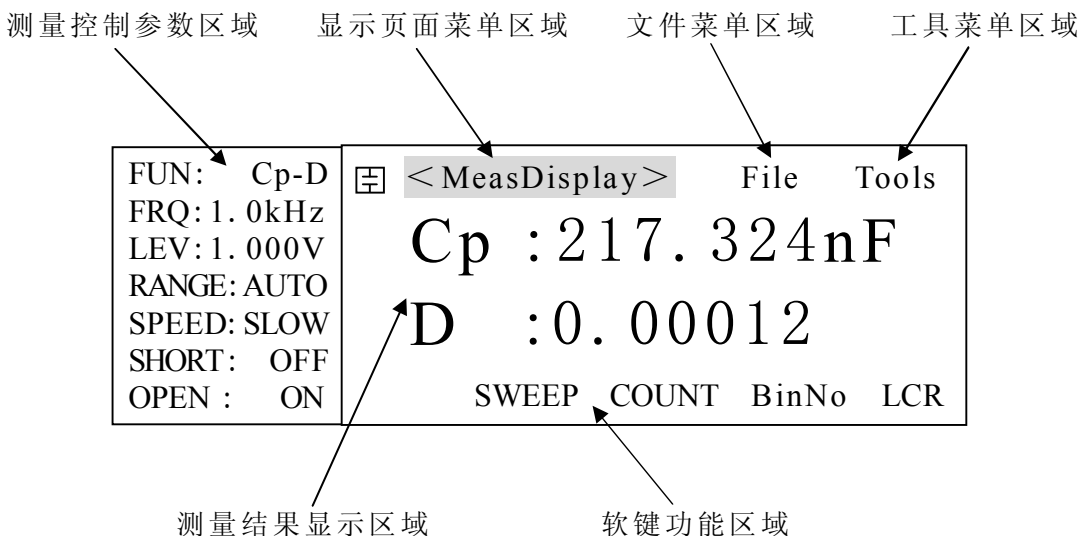 测量控制参数区域 显示页面菜单区域 文件菜单区域 工具菜单区域
FUN: Cp-D
FRQ:1.0kHz
LEV:1.000V
RANGE:AUTO
SPEED:SLOW
SHORT: OFF
OPEN : ON
<MeasDisplay> File Tools
Cp :217.324nF
D :0.00012
SWEEP COUNT BinNo LCR
测量结果显示区域 软键功能区域